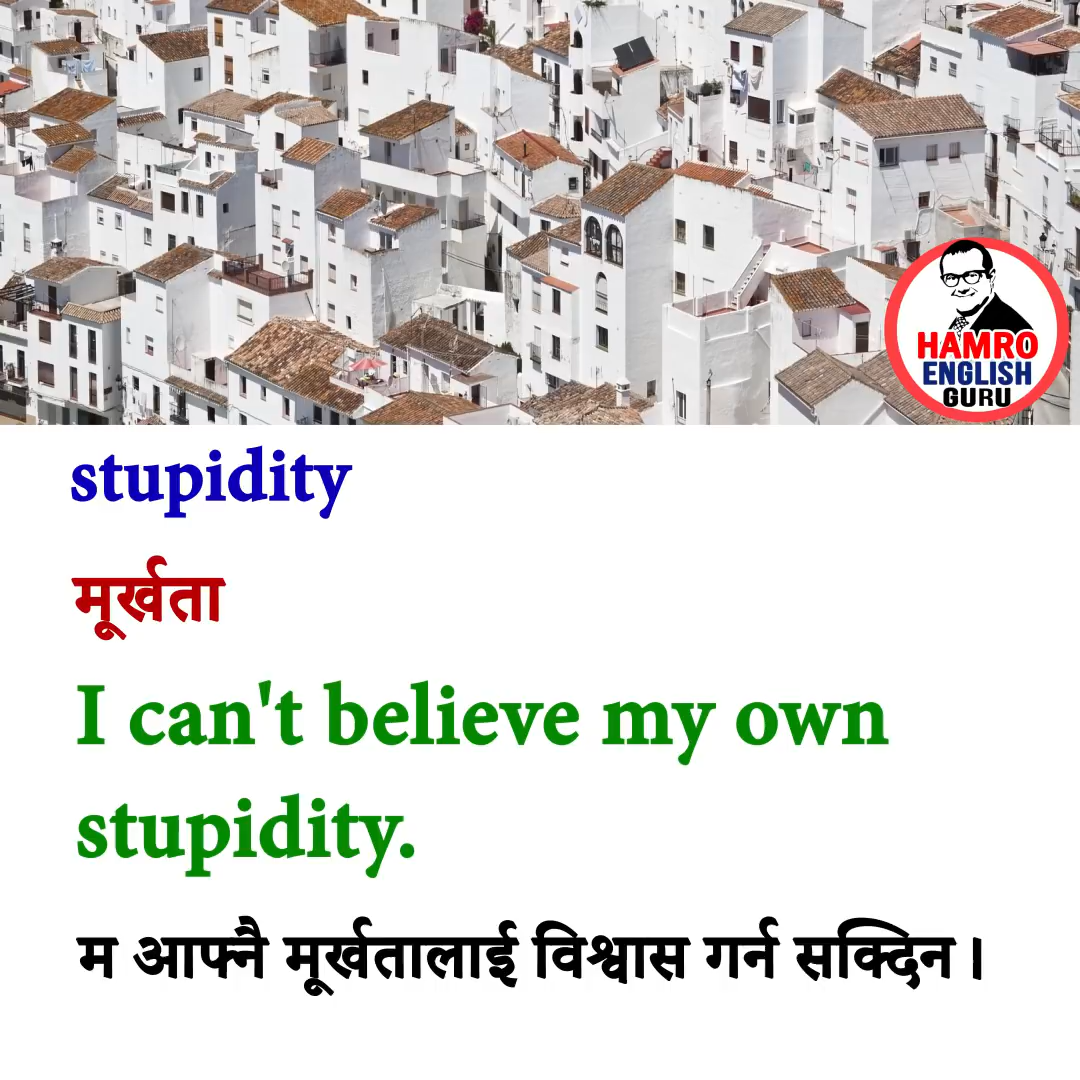 HAMRO
ENGLISH
GURU
stupidity
मूर्खता
I can't believe my own
stupidity.
म आफ्नै मूर्खतालाई विश्वास गर्न सक्दिन।